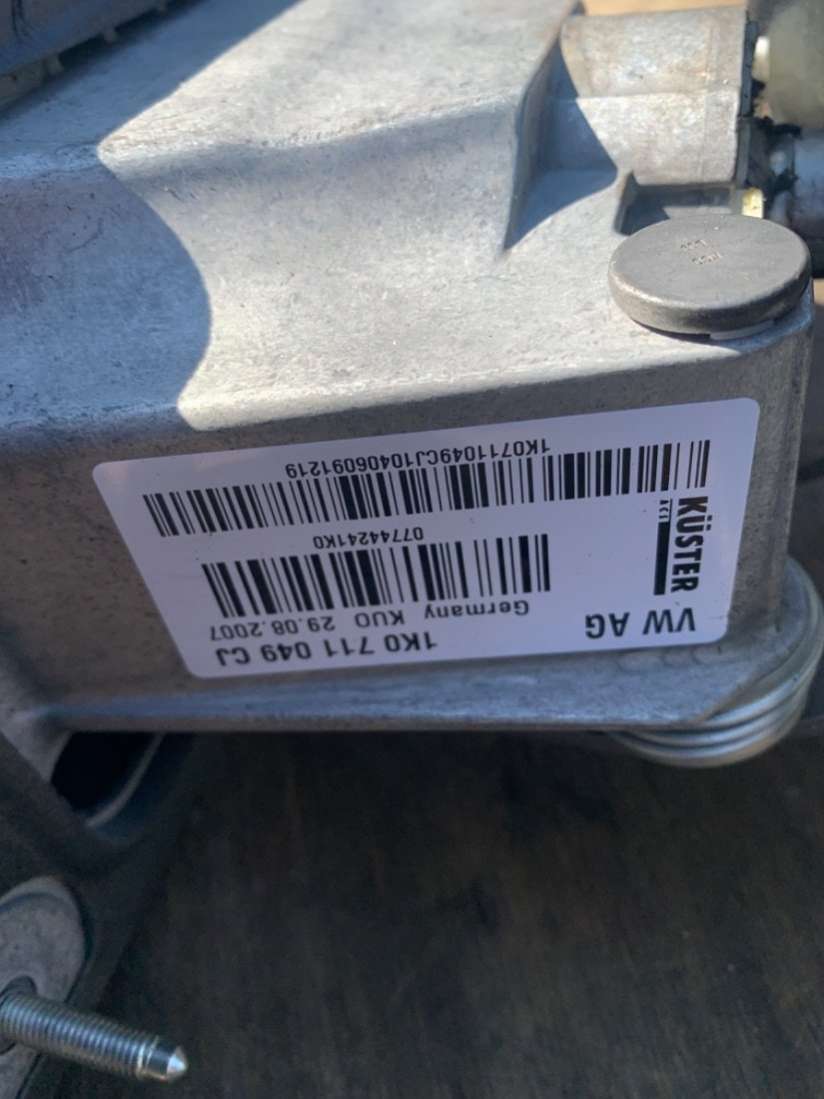 VW AG
1K0 711 049 CJ
Germany KUO 29.08.2007
KÜSTER
07744241K0
1K0711049CJ10406091219